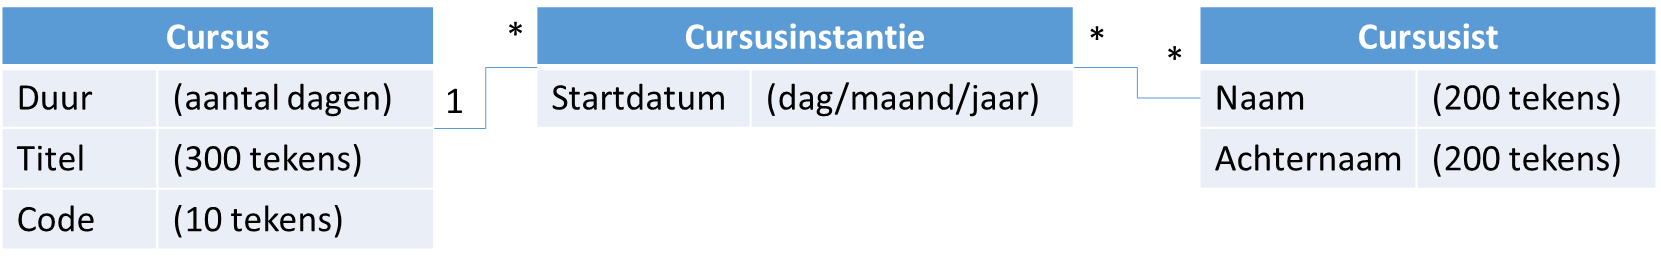 Cursus
Duur (aantal dagen)
Titel (300 tekens)
Code (10 tekens)
1
*
Cursusinstantie
Startdatum (dag/maand/jaar)
*
*
Cursusist
Naam (200 tekens)
Achternaam (200 tekens)